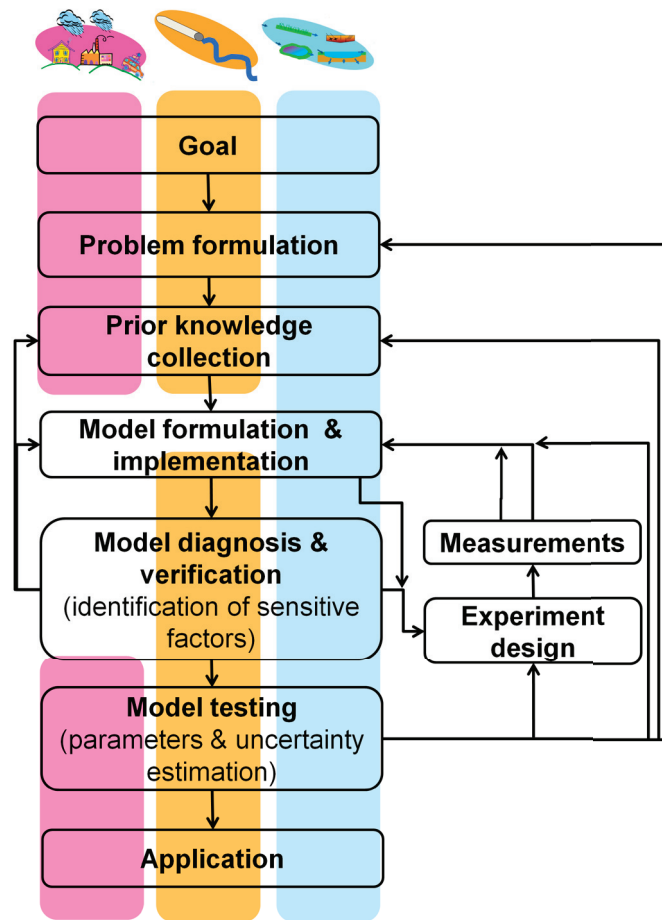 Goal
Problem formulation
Prior knowledge
collection
Model formulation &
implementation
Model diagnosis &
verification
(identification of sensitive
factors)
Measurements
Experiment
design
Model testing
(parameters & uncertainty
estimation)
Application